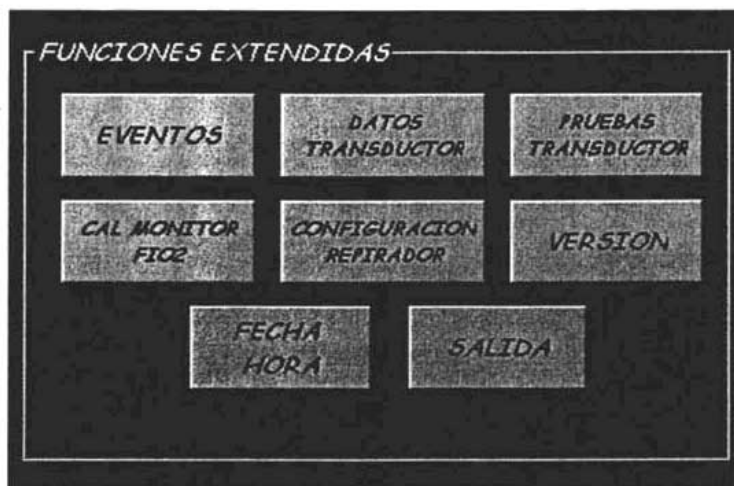 FUNCIONES EXTENDIDAS
EVENTOS
DATOS
TRANSDUCTOR
PRUEBAS
TRANSDUCTOR
CAL MONITOR
FIO2
CONFIGURACION
REPIRADOR
VERSION
FECHA
HORA
SALIDA